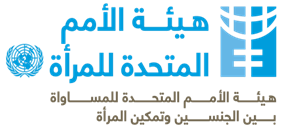 هيئة الأمم
المتحدة للمرأة
هيئة الأمم المتحدة للمساواة
بين الجنسين وتمكين المرأة